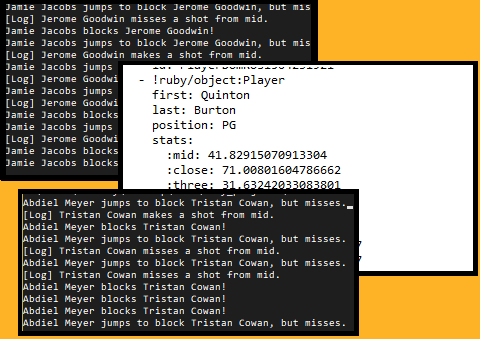 Jamie Jacobs jumps to block Jerome Goodwin, but mis
[Log] Jerome Goodwin misses a shot from mid.
Jamie Jacobs blocks Jerome Goodwin!
Jamie Jacobs jumps to block Jerome Goodwin, but mis
[Log] Jerome Goodwin makes a shot from mid.
Jamie Jacobs jumps
[Log] Jerome Goodwi
Jamie Jacobs jumps
[Log] Jerome Goodwi
Jamie Jacobs blocks
Jamie Jacobs jumps
[Log] Jerome Goodwi
Jamie Jacobs blocks
Jamie Jacobs blocks
- !ruby/object:Player
first: Quinton
last: Burton
position: PG
stats:
:mid: 41.82915070913304
:close: 71.00801604786662
:three: 31.63242033083801
Abdiel Meyer jumps to block Tristan Cowan, but misses.
[Log] Tristan Cowan makes a shot from mid.
Abdiel Meyer blocks Tristan Cowan!
Abdiel Meyer jumps to block Tristan Cowan, but misses.
[Log] Tristan Cowan misses a shot from mid.
Abdiel Meyer jumps to block Tristan Cowan, but misses.
[Log] Tristan Cowan misses a shot from mid.
Abdiel Meyer blocks Tristan Cowan!
Abdiel Meyer blocks Tristan Cowan!
Abdiel Meyer blocks Tristan Cowan!
Abdiel Meyer jumps to block Tristan Cowan, but misses.